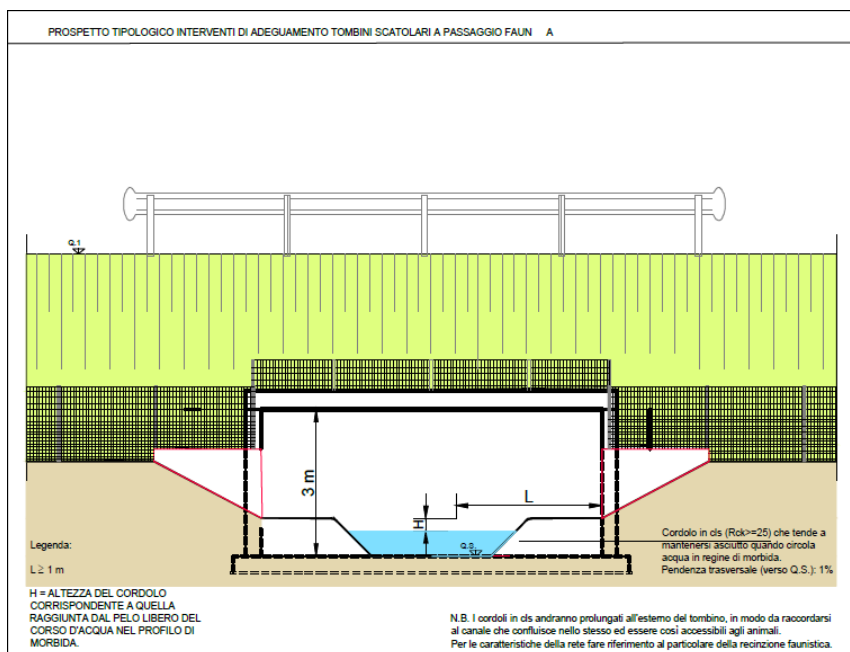 PROSPETTO TIPOLOGICO INTERVENTI DI ADEGUAMENTO TOMBINI SCATOLARI A PASSAGGIO FAUN A
Q.1
3 m
H
L
Q.0
Legenda:
L ≥ 1 m
H = ALTEZZA DEL CORDOLO
CORRISPONDENTE A QUELLA
RAGGIUNTA DAL PELO LIBERO DEL
CORSO D'ACQUA NEL PROFILO DI
MORBIDA.
Cordolo in cls (Rck>=25) che tende a
mantenersi asciutto quando circola
acqua in regine di morbida.
Pendenza trasversale (verso Q.S.): 1%
N.B. I cordoli in cls andranno prolungati all'esterno del tombino, in modo da raccordarsi
al canale che confluisce nello stesso ed essere così accessibili agli animali.
Per le caratteristiche della rete fare riferimento al particolare della recinzione faunistica.